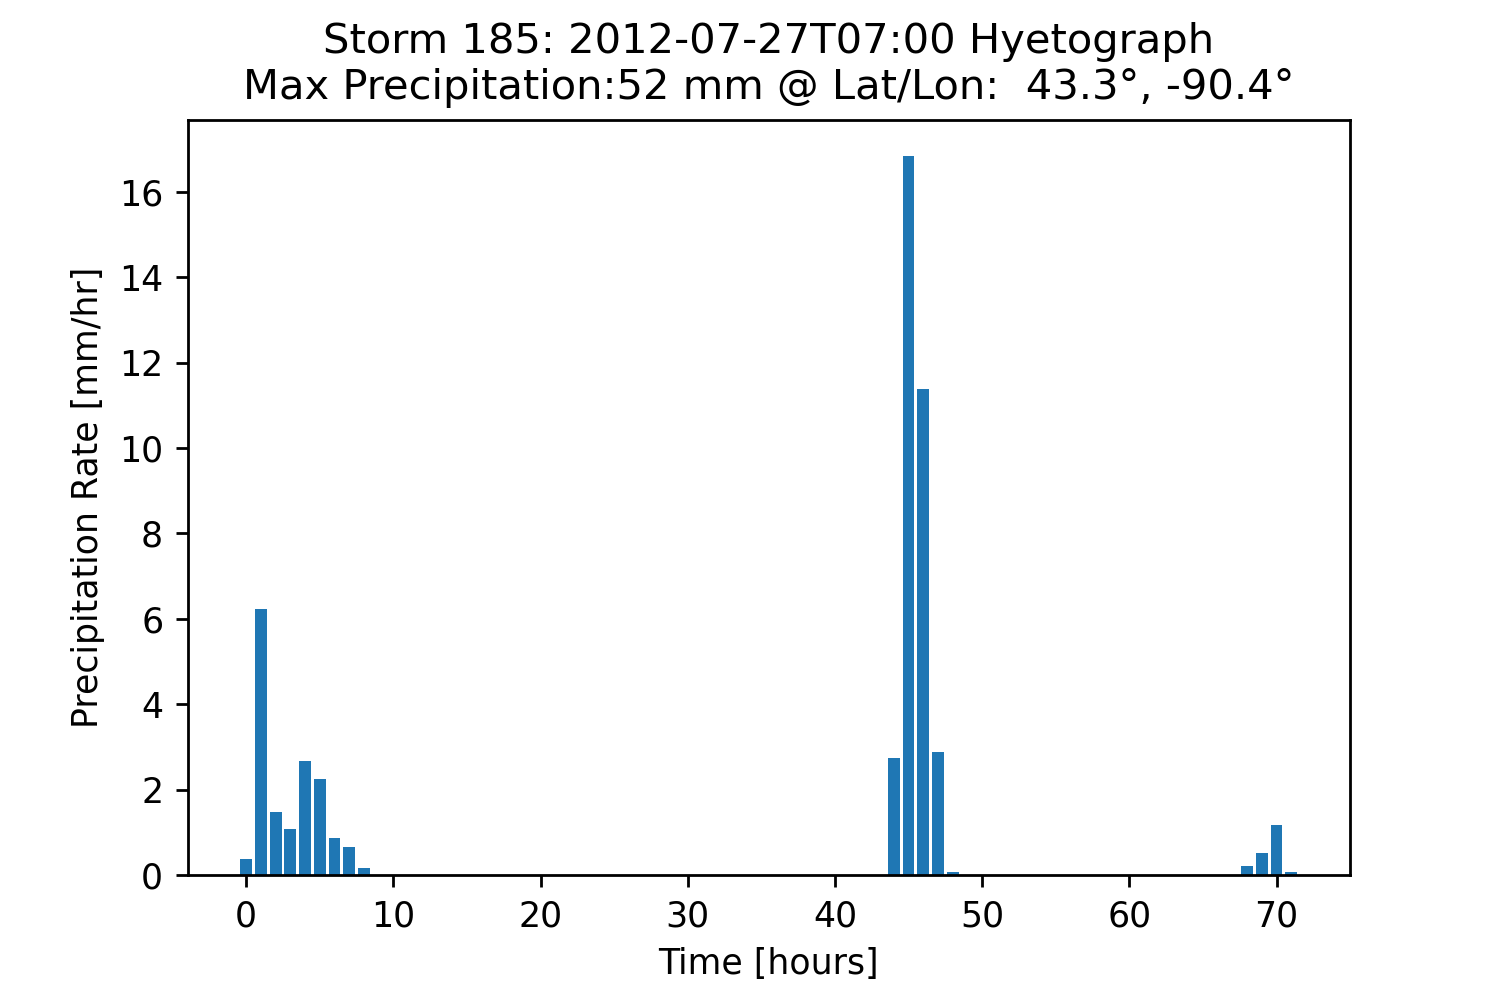 Storm 185: 2012-07-27T07:00 Hyetograph
Max Precipitation:52 mm @ Lat/Lon:  43.3°, -90.4°
Precipitation Rate [mm/hr]
16
14
12
10
8
6
4
2
0
0 10 20 30 40 50 60 70
Time [hours]